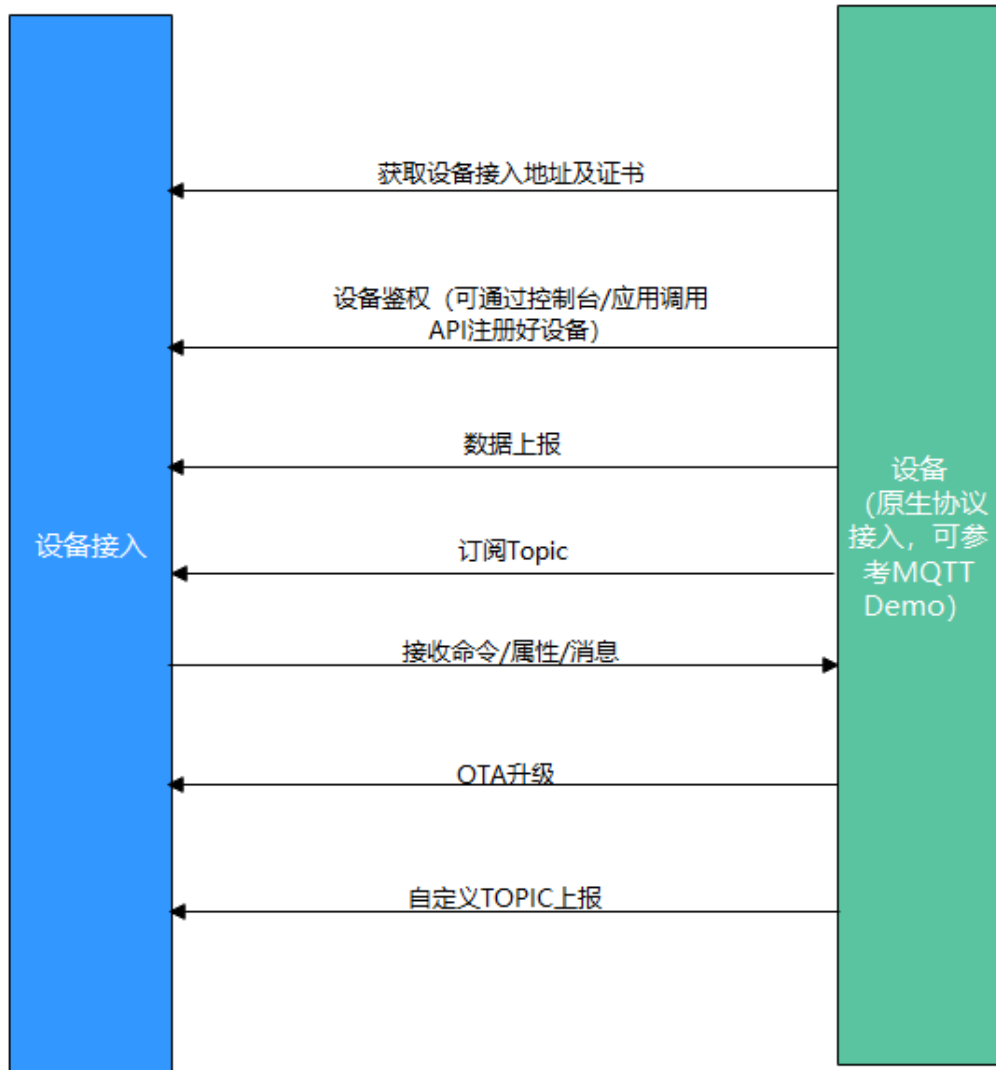 获取设备接入地址及证书
设备鉴权（可通过控制台/应用调用
API注册好设备）
数据上报
设备接入
订阅Topic
设备
（原生协议
接入，可参
考MQTT
Demo）
接收命令/属性/消息
OTA升级
自定义TOPIC上报